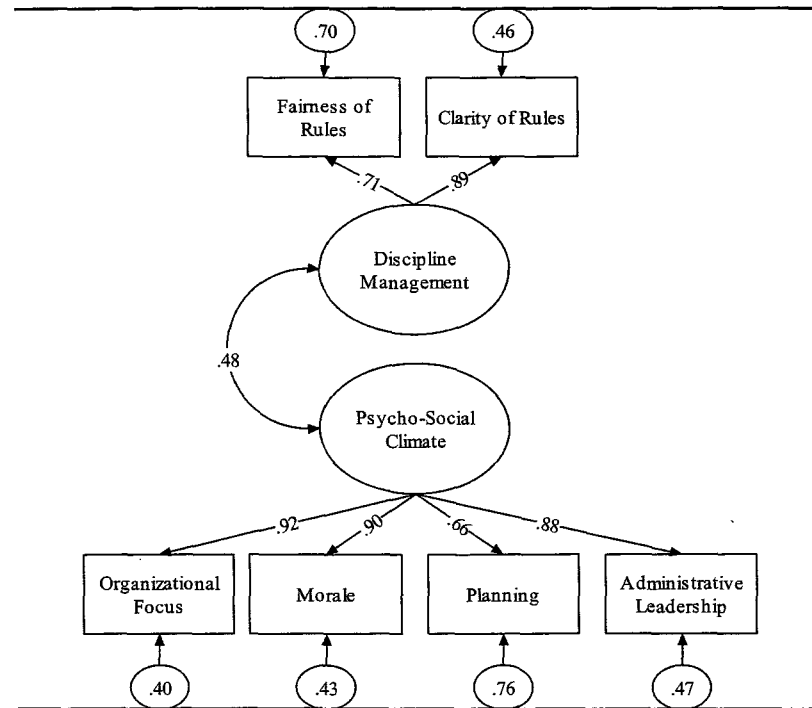 .70
.46
Fairness of
Rules
Clarity of Rules
.71
.89
Discipline
Management
.48
Psycho-Social
Climate
.92
.90
.66
.88
Organizational
Focus
Morale
Planning
Administrative
Leadership
.40
.43
.76
.47